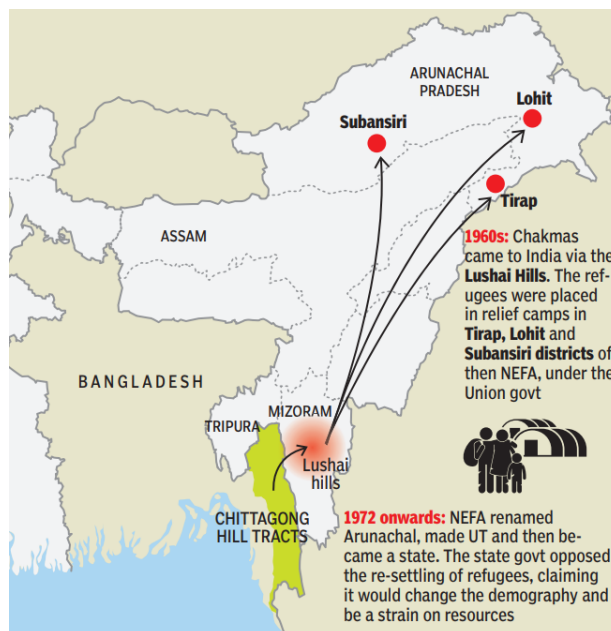 ARUNACHAL
PRADESH
Lohit
Subansiri
Tirap
ASSAM
1960s: Chakmas
came to India via the
Lushai Hills. The ref-
ugees were placed
in relief camps in
Tirap, Lohit and
Subansiri districts of
then NEFA, under the
Union govt
BANGLADESH
MIZORAM
TRIPURA
Lushai
hills
CHITTAGONG
HILL TRACTS
1972 onwards: NEFA renamed
Arunachal, made UT and then be-
came a state. The state govt opposed
the re-settling of refugees, claiming
it would change the demography and
be a strain on resources